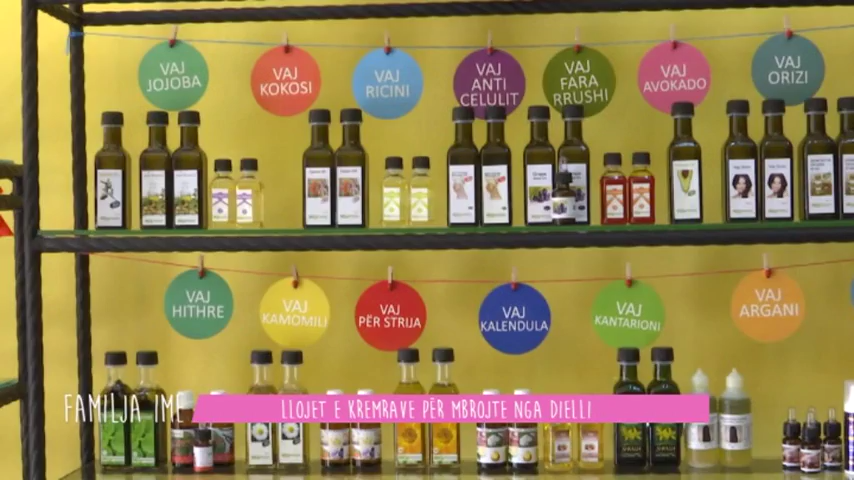 VAJ
JOJOBA
VAJ
KOKOSI
VAJ
RICINI
VAJ
ANTI
CELULIT
VAJ
FARA
RRUSHI
VAJ
AVOKADO
VAJ
ORIZI
VAJ
HITHRE
VAJ
KAMOMILI
VAJ
PËR STRIJA
VAJ
KALENDULA
VAJ
KANTARIONI
VAJ
ARGANI
FAMILJA IME
LLOJET E KREMRAVE PËR MBROJTE NGA DIELLI